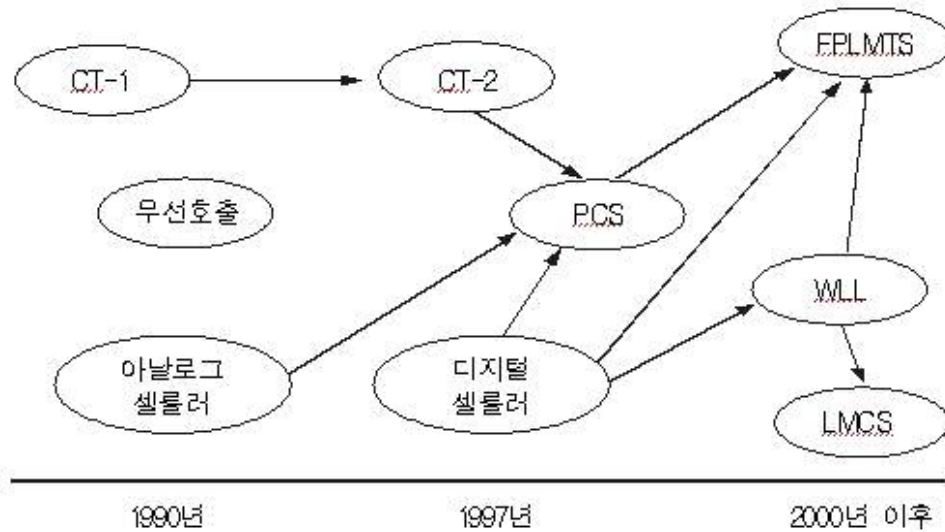 FPLMTS
CT-1
CT-2
무선호출
PCS
WLL
아날로그
셀룰러
디지털
셀룰러
LMCS
1990년
1997년
2000년 이후